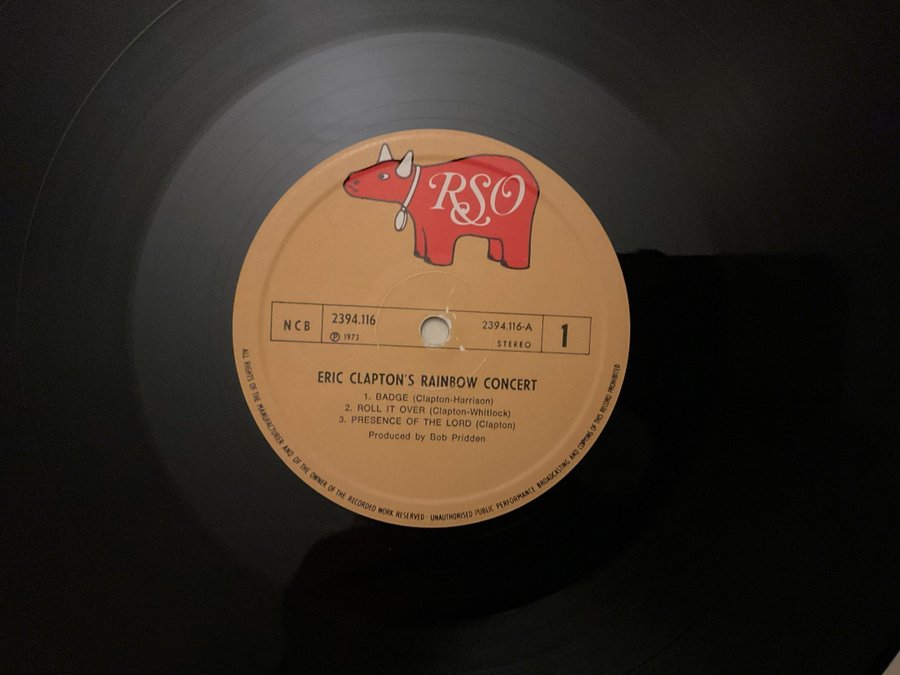 RSO
NCB
2394.116
℗ 1973
2394.116-A
STEREO
1
ERIC CLAPTON'S RAINBOW CONCERT
1. BADGE (Clapton-Harrison)
2. ROLL IT OVER (Clapton-Whitlock)
3. PRESENCE OF THE LORD (Clapton)
Produced by Bob Pridden
ALL RIGHTS OF THE MANUFACTURER AND OF THE OWNER OF THE RECORDED WORK RESERVED · UNAUTHORISED PUBLIC PERFORMANCE BROADCASTING AND COPYING OF THIS RECORD PROHIBITED